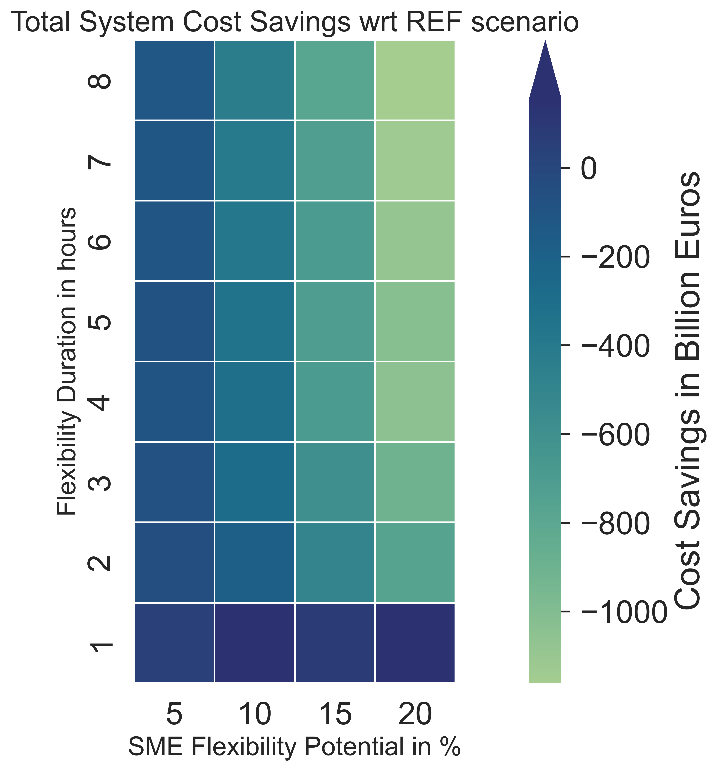 Total System Cost Savings wrt REF scenario
8
7
6
5
4
3
2
1
Flexibility Duration in hours
5 10 15 20
SME Flexibility Potential in %
0
−200
−400
−600
−800
−1000
Cost Savings in Billion Euros